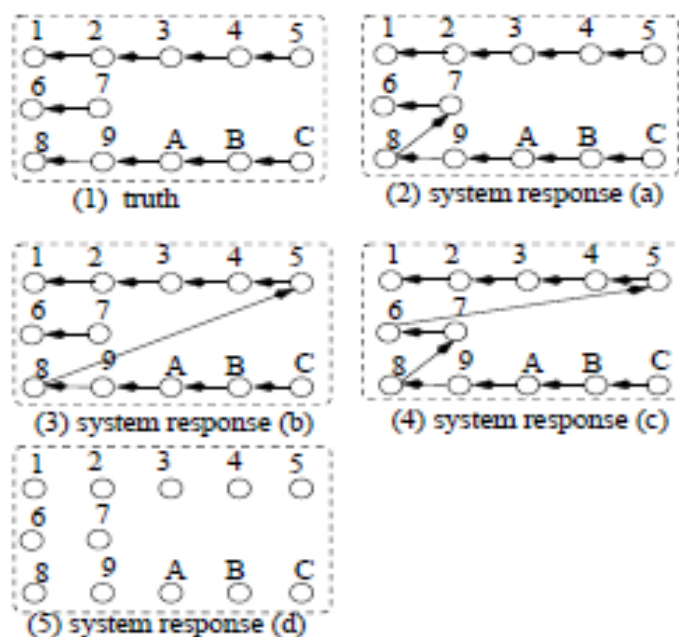 1 2 3 4 5
6 7
8 9 A B C
(1) truth
1 2 3 4 5
6 7
8 9 A B C
(2) system response (a)
1 2 3 4 5
6 7
8 9 A B C
(3) system response (b)
1 2 3 4 5
6 7
8 9 A B C
(4) system response (c)
1 2 3 4 5
6 7
8 9 A B C
(5) system response (d)